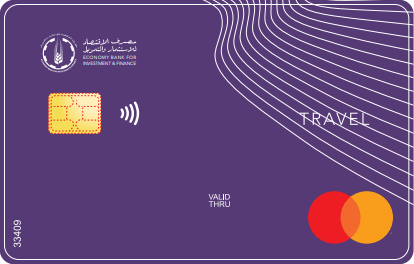 مصرف الاقتصاد
للاستثمار والتمويل
ECONOMY BANK FOR
INVESTMENT & FINANCE
TRAVEL
VALID
THRU
33409